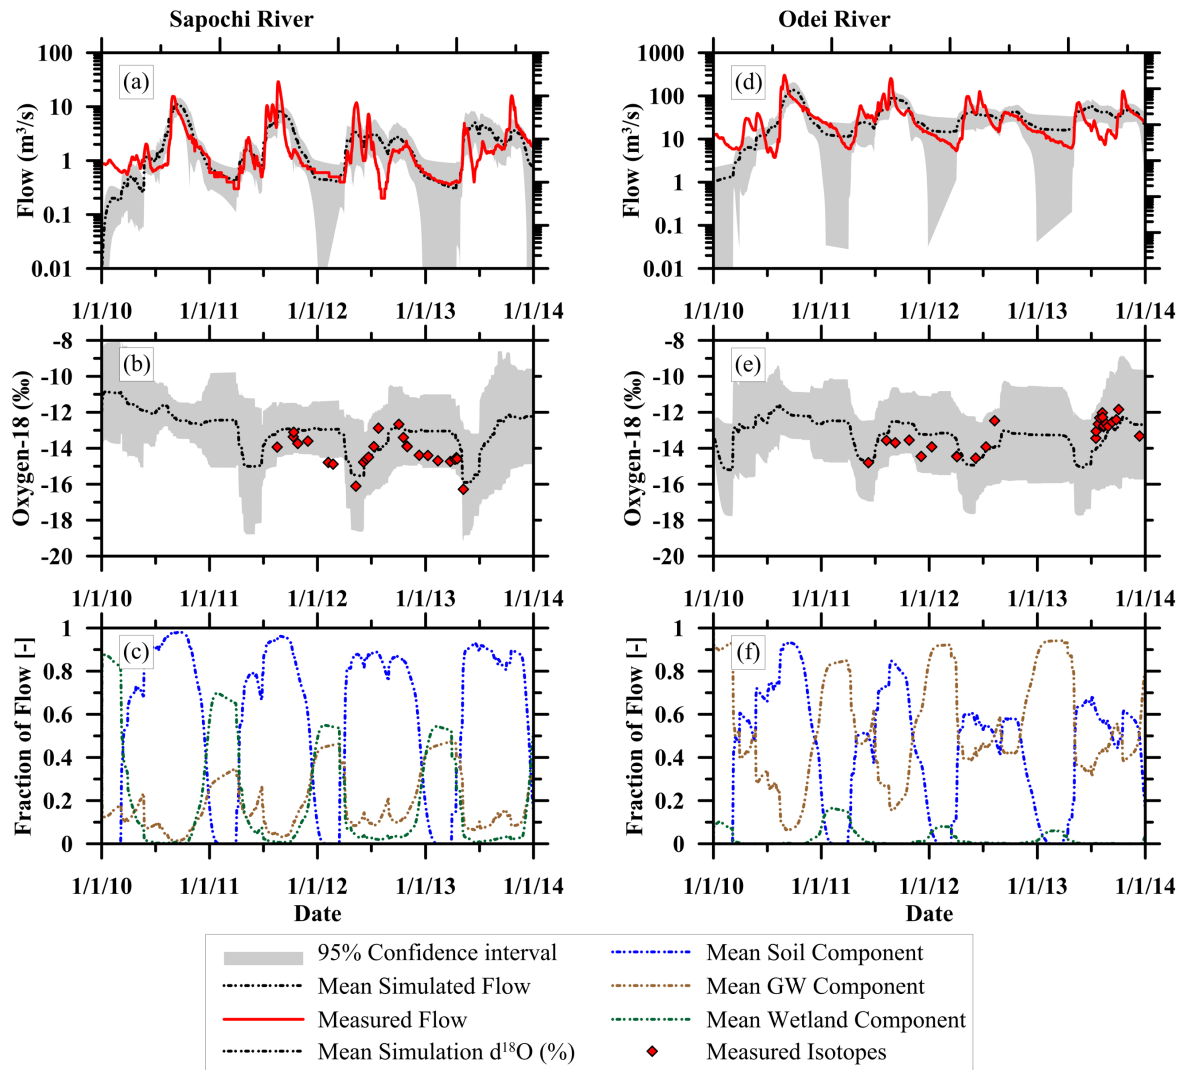 Sapochi River
Odei River
(a)
Flow (m³/s)
100
10
1
0.1
0.01
1/1/10 1/1/11 1/1/12 1/1/13 1/1/14
(d)
Flow (m³/s)
1000
100
10
1
0.1
0.01
1/1/10 1/1/11 1/1/12 1/1/13 1/1/14
(b)
Oxygen-18 (‰)
-8
-10
-12
-14
-16
-18
-20
1/1/10 1/1/11 1/1/12 1/1/13 1/1/14
(e)
Oxygen-18 (‰)
-8
-10
-12
-14
-16
-18
-20
1/1/10 1/1/11 1/1/12 1/1/13 1/1/14
(c)
Fraction of Flow [-]
1
0.8
0.6
0.4
0.2
0
1/1/10 1/1/11 1/1/12 1/1/13 1/1/14
Date
(f)
Fraction of Flow [-]
1
0.8
0.6
0.4
0.2
0
1/1/10 1/1/11 1/1/12 1/1/13 1/1/14
Date
95% Confidence interval
Mean Simulated Flow
Measured Flow
Mean Simulation d¹⁸O (%)
Mean Soil Component
Mean GW Component
Mean Wetland Component
Measured Isotopes